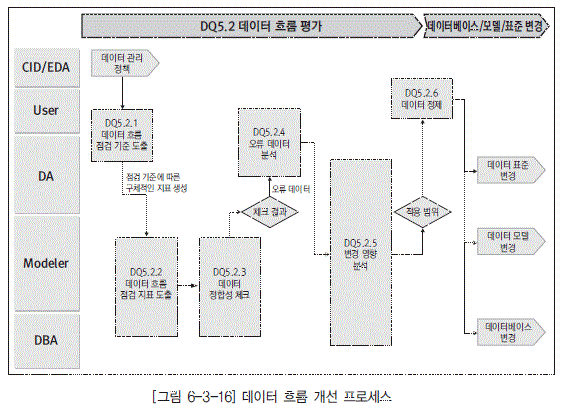 DQ5.2 데이터 흐름 평가
데이터베이스/모델/표준 변경
CID/EDA
User
DA
Modeler
DBA
데이터 관리
정책
DQ5.2.1
데이터 흐름
점검 기준 도출
점검 기준에 따른
구체적인 지표 생성
DQ5.2.2
데이터 흐름
점검 지표 도출
DQ5.2.3
데이터
정합성 체크
체크 결과
오류 데이터
DQ5.2.4
오류 데이터
분석
DQ5.2.5
변경 영향
분석
적용 범위
DQ5.2.6
데이터 정제
데이터 표준
변경
데이터 모델
변경
데이터베이스
변경
[그림 6-3-16] 데이터 흐름 개선 프로세스